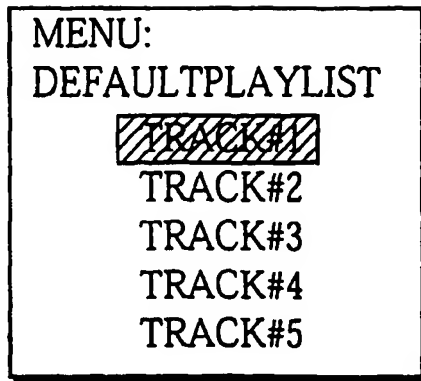 MENU:
DEFAULTPLAYLIST
TRACK#1
TRACK#2
TRACK#3
TRACK#4
TRACK#5